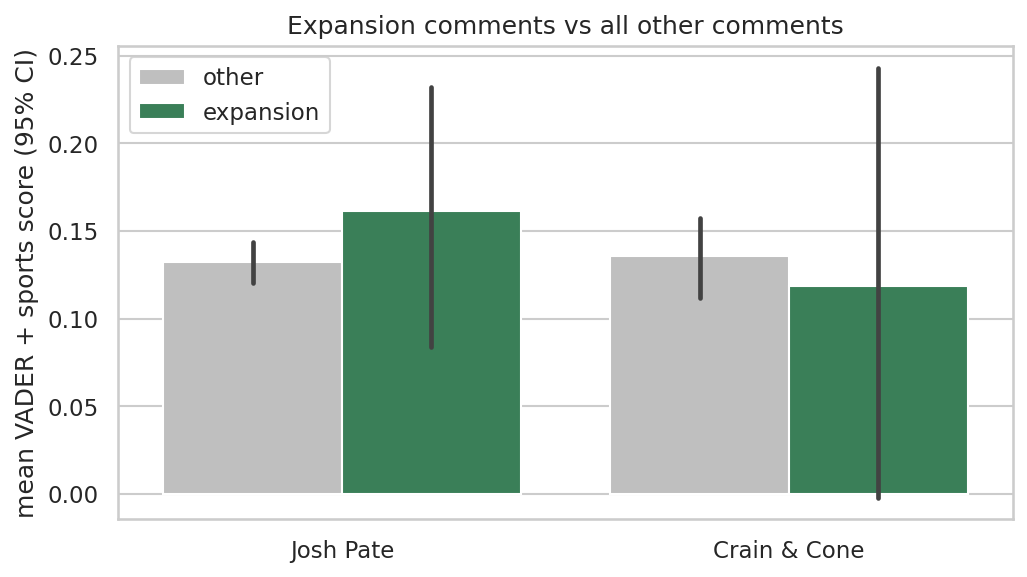 Expansion comments vs all other comments
mean VADER + sports score (95% CI)
0.25
0.20
0.15
0.10
0.05
0.00
other
expansion
Josh Pate
Crain & Cone